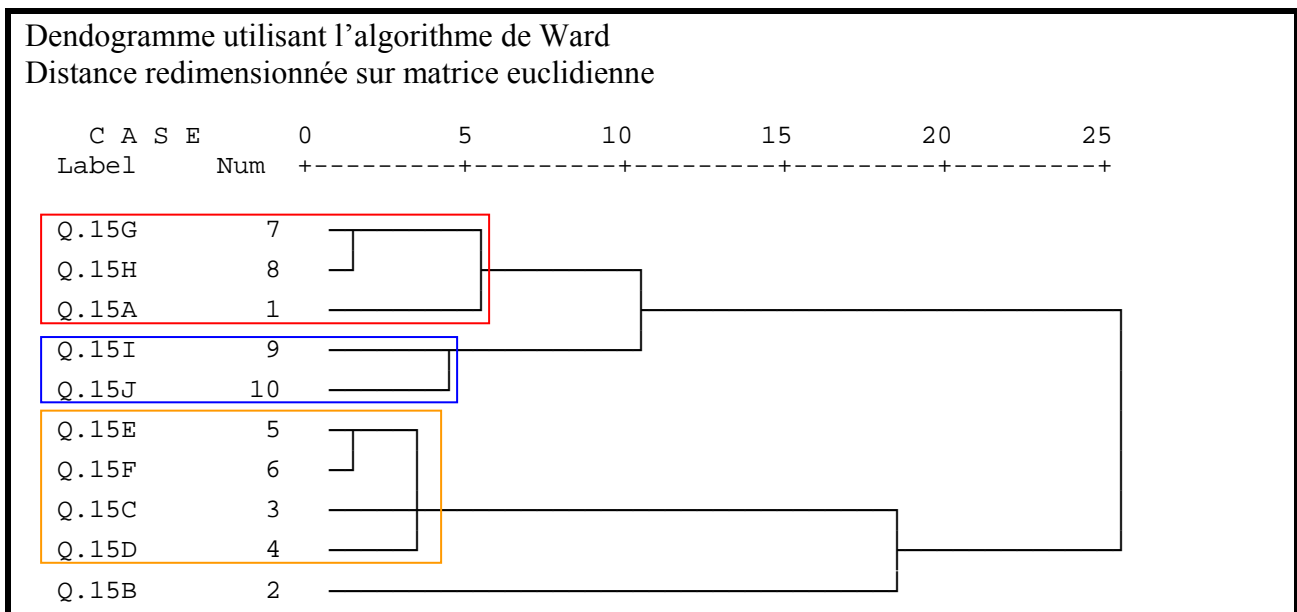 Dendogramme utilisant l’algorithme de Ward
Distance redimensionnée sur matrice euclidienne
C A S E 0 5 10 15 20 25
Label Num +---------+---------+---------+---------+---------+
Q.15G 7
Q.15H 8
Q.15A 1
Q.15I 9
Q.15J 10
Q.15E 5
Q.15F 6
Q.15C 3
Q.15D 4
Q.15B 2